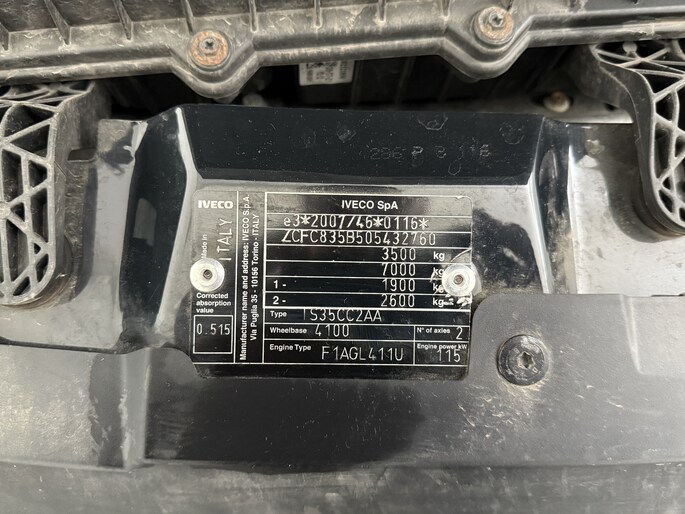 IVECO
Made in
ITALY
Corrected
absorption
value
0.515
Manufacturer name and address: IVECO S.p.A.
Via Puglia 35 - 10156 Torino - ITALY
IVECO SpA
e3*2007/46*0116*
ZCFC835B505432760
3500 kg
7000 kg
1- 1900 kg
2- 2600 kg
Type IS35CC2AA
Wheelbase 4100 N° of axles 2
Engine Type F1AGL411U Engine power kW 115